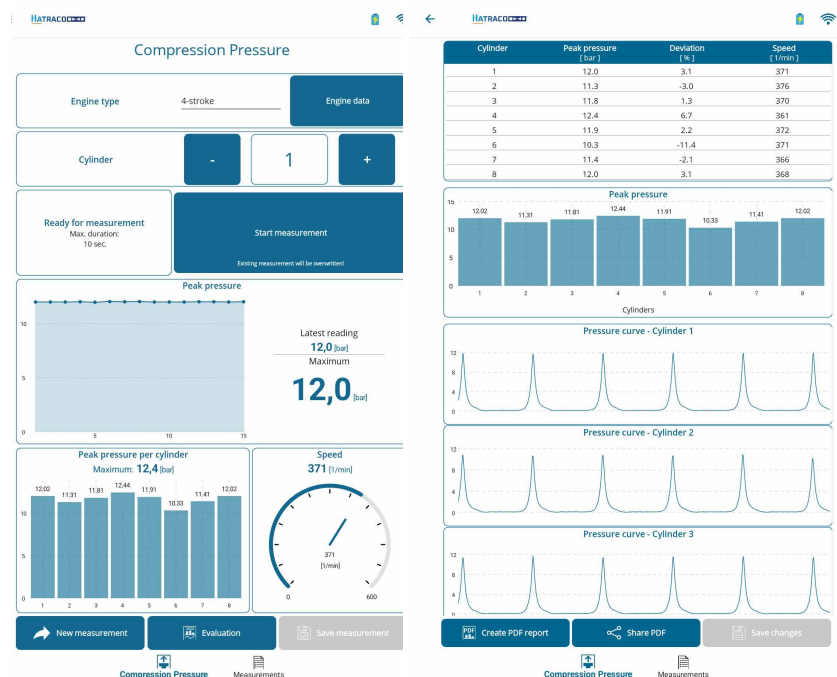 HATRACO
Compression Pressure
Engine type
4-stroke
Engine data
Cylinder
-
1
+
Ready for measurement
Max. duration:
10 sec.
Start measurement
Existing measurement will be overwritten!
Peak pressure
10
5
0
5
10
15
Latest reading
12,0 [bar]
Maximum
12,0 [bar]
Peak pressure per cylinder
Maximum: 12,4 [bar]
12.02 11.31 11.81 12.44 11.91 10.33 11.41 12.02
10
5
0
1 2 3 4 5 6 7 8
Speed
371 [1/min]
371
[1/min]
0
600
New measurement
Evaluation
Save measurement
Compression Pressure
Measurements
HATRACO
Cylinder Peak pressure Deviation Speed
[ bar ] [ % ] [ 1/min ]
1 12.0 3.1 371
2 11.3 -3.0 376
3 11.8 1.3 370
4 12.4 6.7 361
5 11.9 2.2 372
6 10.3 -11.4 371
7 11.4 -2.1 366
8 12.0 3.1 368
Peak pressure
15
12.02 11.31 11.81 12.44 11.91 10.33 11.41 12.02
10
5
0
1 2 3 4 5 6 7 8
Cylinders
Pressure curve - Cylinder 1
12
8
4
0
Pressure curve - Cylinder 2
12
8
4
0
Pressure curve - Cylinder 3
12
8
4
0
PDF
Create PDF report
Share PDF
Save changes
Compression Pressure
Measurements